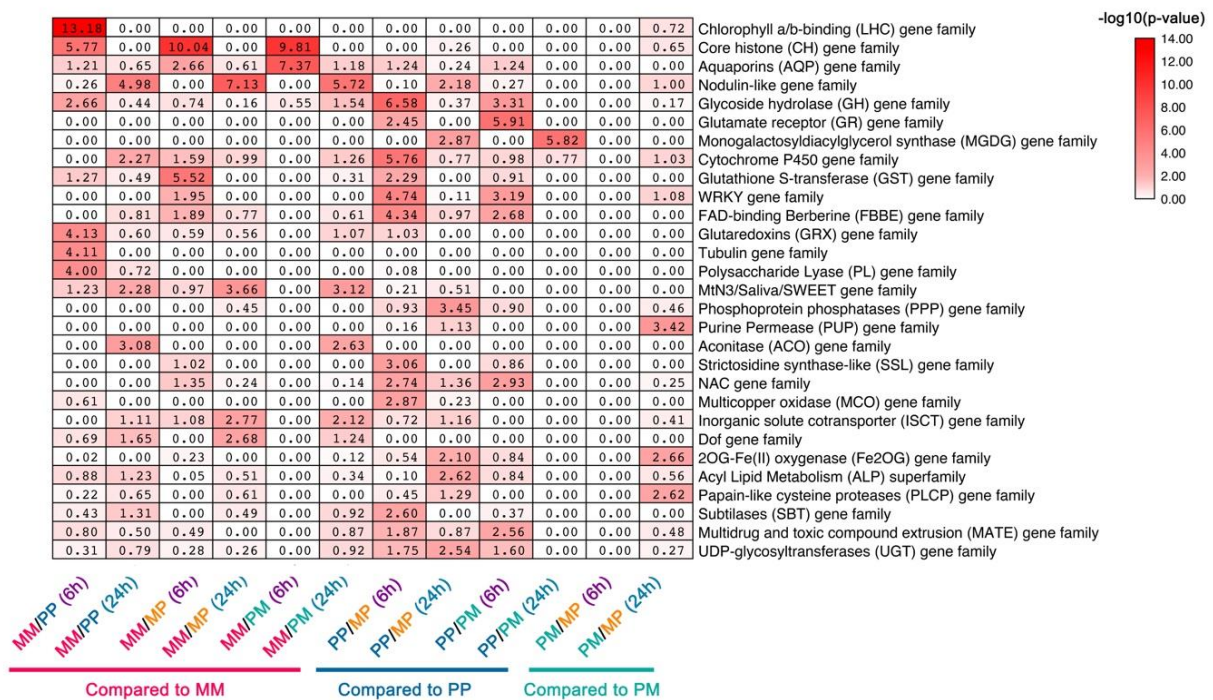 -log10(p-value)
13.18 0.00 0.00 0.00 0.00 0.00 0.00 0.00 0.00 0.00 0.00 0.72 Chlorophyll a/b-binding (LHC) gene family
5.77 0.00 10.04 0.00 9.81 0.00 0.00 0.26 0.00 0.00 0.00 0.65 Core histone (CH) gene family
1.21 0.65 2.66 0.61 7.37 1.18 1.24 0.24 1.24 0.00 0.00 0.00 Aquaporins (AQP) gene family
0.26 4.98 0.00 7.13 0.00 5.72 0.10 2.18 0.27 0.00 0.00 1.00 Nodulin-like gene family
2.66 0.44 0.74 0.16 0.55 1.54 6.58 0.37 3.31 0.00 0.00 0.17 Glycoside hydrolase (GH) gene family
0.00 0.00 0.00 0.00 0.00 0.00 2.45 0.00 5.91 0.00 0.00 0.00 Glutamate receptor (GR) gene family
0.00 0.00 0.00 0.00 0.00 0.00 0.00 2.87 0.00 5.82 0.00 0.00 Monogalactosyldiacylglycerol synthase (MGDG) gene family
0.00 2.27 1.59 0.99 0.00 1.26 5.76 0.77 0.98 0.77 0.00 1.03 Cytochrome P450 gene family
1.27 0.49 5.52 0.00 0.00 0.31 2.29 0.00 0.91 0.00 0.00 0.00 Glutathione S-transferase (GST) gene family
0.00 0.00 1.95 0.00 0.00 0.00 4.74 0.11 3.19 0.00 0.00 1.08 WRKY gene family
0.00 0.81 1.89 0.77 0.00 0.61 4.34 0.97 2.68 0.00 0.00 0.00 FAD-binding Berberine (FBBE) gene family
4.13 0.60 0.59 0.56 0.00 1.07 1.03 0.00 0.00 0.00 0.00 0.00 Glutaredoxins (GRX) gene family
4.11 0.00 0.00 0.00 0.00 0.00 0.00 0.00 0.00 0.00 0.00 0.00 Tubulin gene family
4.00 0.72 0.00 0.00 0.00 0.00 0.08 0.00 0.00 0.00 0.00 0.00 Polysaccharide Lyase (PL) gene family
1.23 2.28 0.97 3.66 0.00 3.12 0.21 0.51 0.00 0.00 0.00 0.00 MtN3/Saliva/SWEET gene family
0.00 0.00 0.00 0.45 0.00 0.00 0.93 3.45 0.90 0.00 0.00 0.46 Phosphoprotein phosphatases (PPP) gene family
0.00 0.00 0.00 0.00 0.00 0.00 0.16 1.13 0.00 0.00 0.00 3.42 Purine Permease (PUP) gene family
0.00 3.08 0.00 0.00 0.00 2.63 0.00 0.00 0.00 0.00 0.00 0.00 Aconitase (ACO) gene family
0.00 0.00 1.02 0.00 0.00 0.00 3.06 0.00 0.86 0.00 0.00 0.00 Strictosidine synthase-like (SSL) gene family
0.00 0.00 1.35 0.24 0.00 0.14 2.74 1.36 2.93 0.00 0.00 0.25 NAC gene family
0.61 0.00 0.00 0.00 0.00 0.00 2.87 0.23 0.00 0.00 0.00 0.00 Multicopper oxidase (MCO) gene family
0.00 1.11 1.08 2.77 0.00 2.12 0.72 1.16 0.00 0.00 0.00 0.41 Inorganic solute cotransporter (ISCT) gene family
0.69 1.65 0.00 2.68 0.00 1.24 0.00 0.00 0.00 0.00 0.00 0.00 Dof gene family
0.02 0.00 0.23 0.00 0.00 0.12 0.54 2.10 0.84 0.00 0.00 2.66 2OG-Fe(II) oxygenase (Fe2OG) gene family
0.88 1.23 0.05 0.51 0.00 0.34 0.10 2.62 0.84 0.00 0.00 0.56 Acyl Lipid Metabolism (ALP) superfamily
0.22 0.65 0.00 0.61 0.00 0.00 0.45 1.29 0.00 0.00 0.00 2.62 Papain-like cysteine proteases (PLCP) gene family
0.43 1.31 0.00 0.49 0.00 0.92 2.60 0.00 0.37 0.00 0.00 0.00 Subtilases (SBT) gene family
0.80 0.50 0.49 0.00 0.00 0.87 1.87 0.87 2.56 0.00 0.00 0.48 Multidrug and toxic compound extrusion (MATE) gene family
0.31 0.79 0.28 0.26 0.00 0.92 1.75 2.54 1.60 0.00 0.00 0.27 UDP-glycosyltransferases (UGT) gene family
14.00
12.00
10.00
8.00
6.00
4.00
2.00
0.00
MM/PP (6h)
MM/PP (24h)
MM/MP (6h)
MM/MP (24h)
MM/PM (6h)
MM/PM (24h)
PP/MP (6h)
PP/MP (24h)
PP/PM (6h)
PP/PM (24h)
PM/MP (6h)
PM/MP (24h)
Compared to MM
Compared to PP
Compared to PM